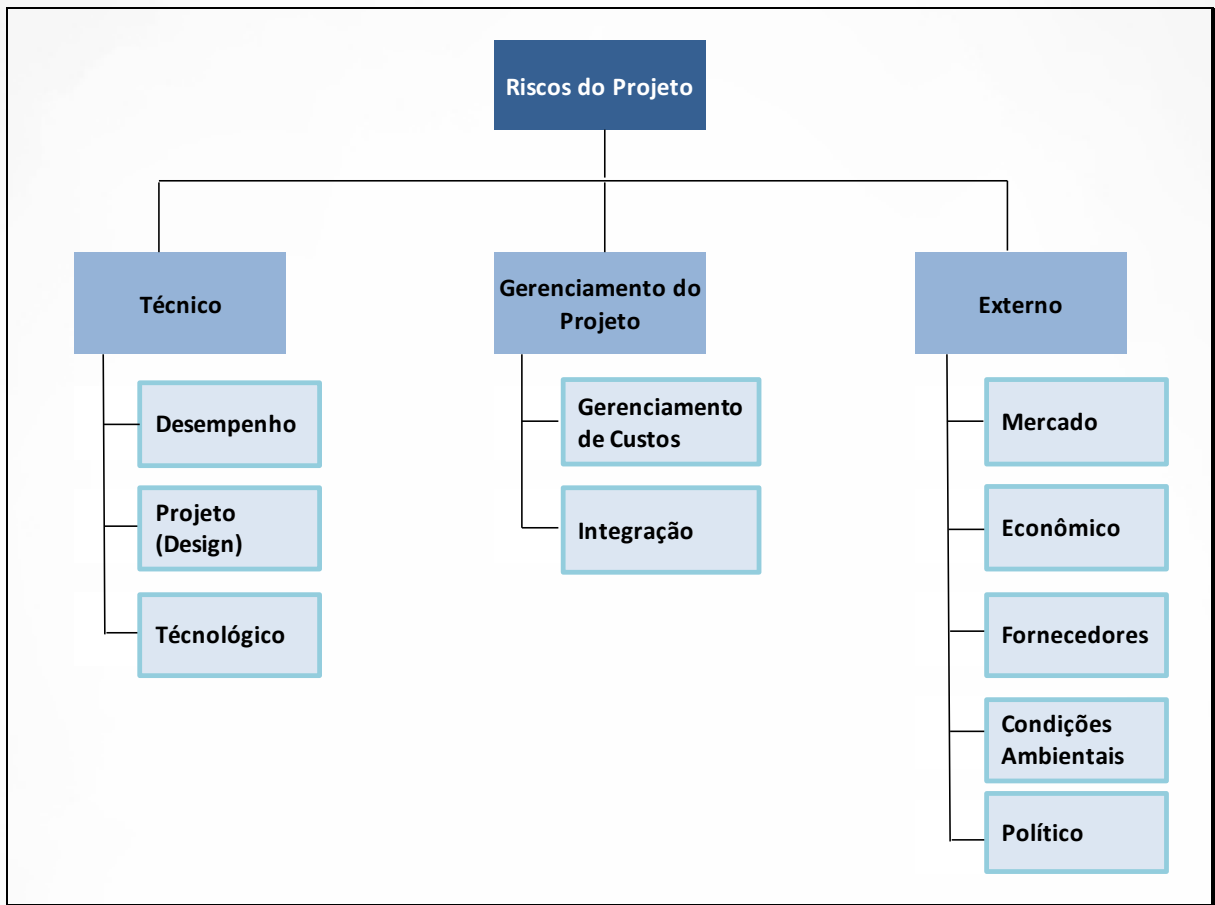 Riscos do Projeto
Técnico
Gerenciamento do
Projeto
Externo
Desempenho
Projeto
(Design)
Técnológico
Gerenciamento
de Custos
Integração
Mercado
Econômico
Fornecedores
Condições
Ambientais
Político